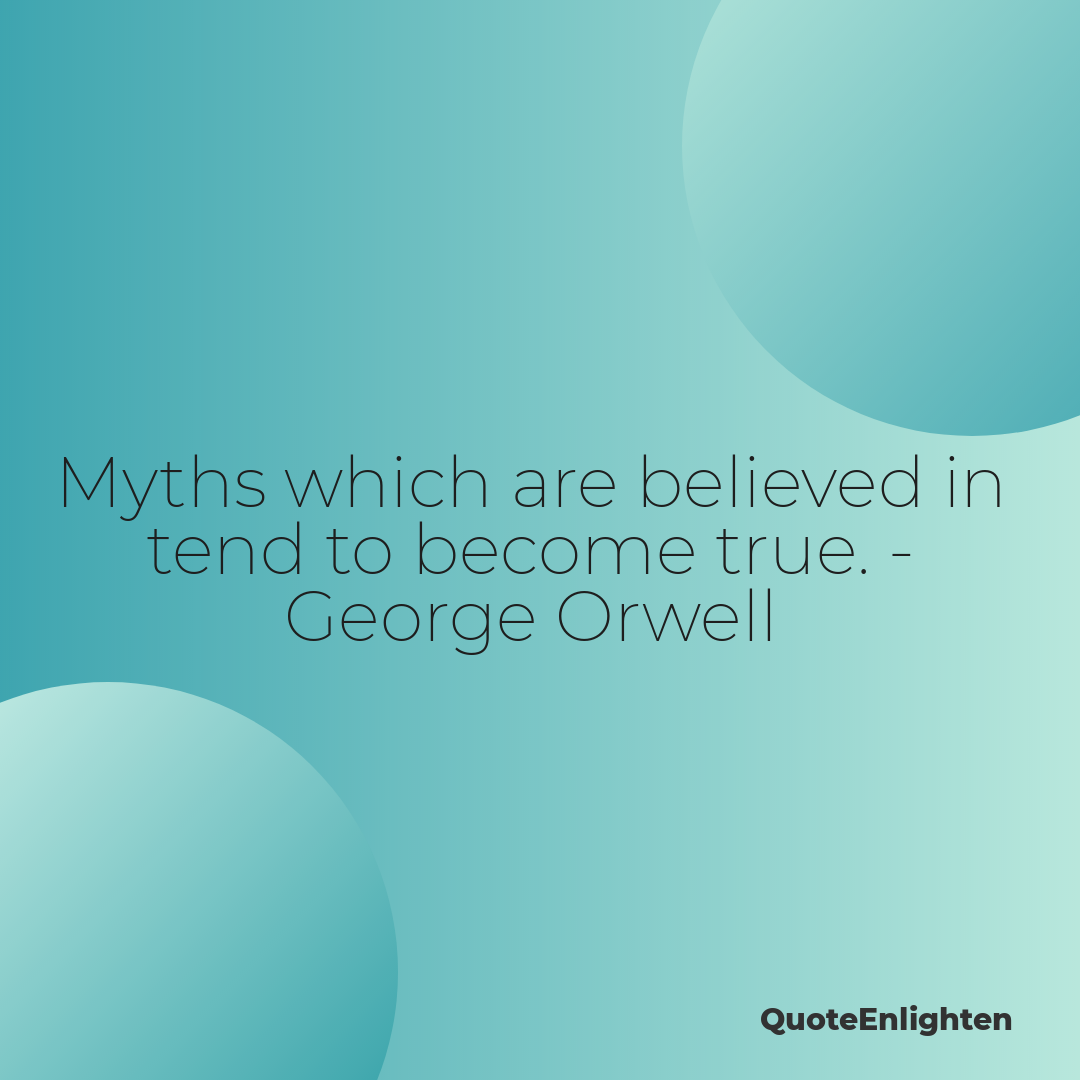 Myths which are believed in
tend to become true. -
George Orwell
QuoteEnlighten